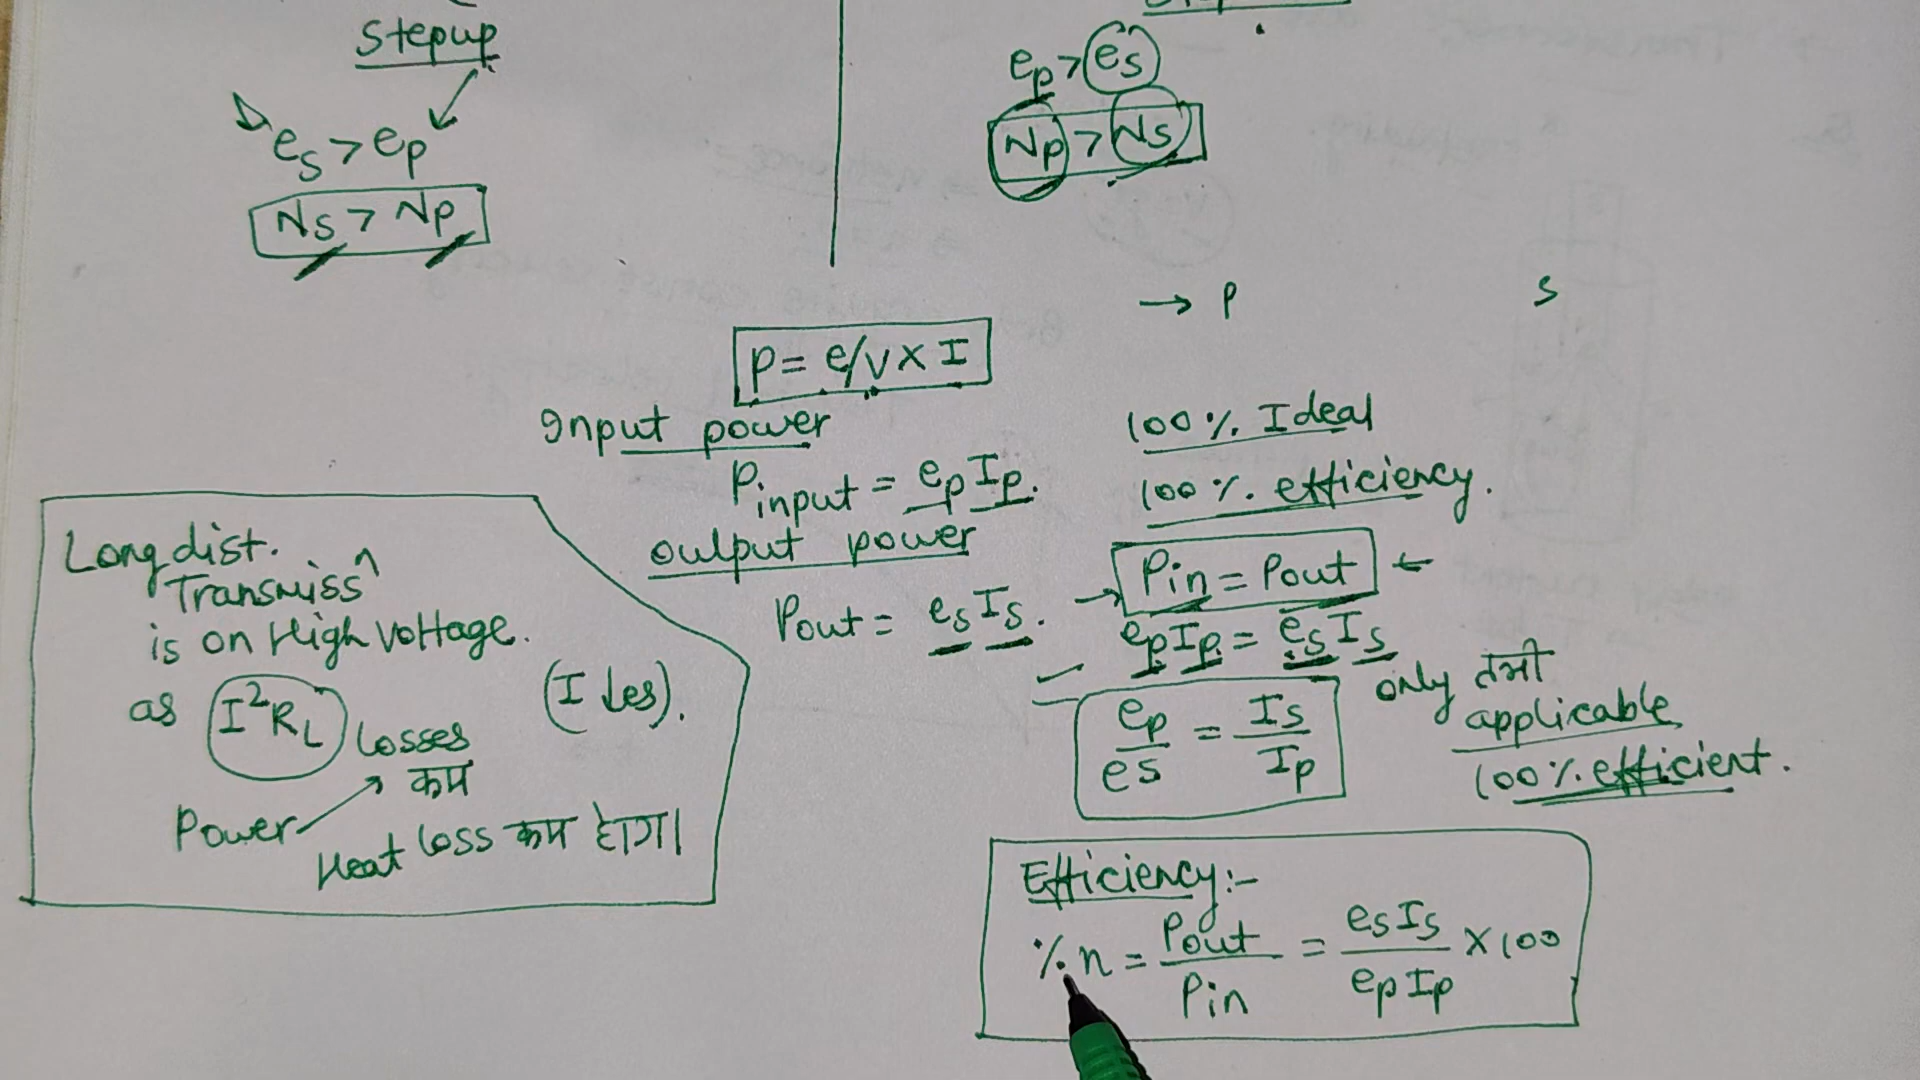 Stepup
es > ep
Ns > Np
ep > es
Np > Ns
→ P S
P = e/V × I
Input power
Pinput = ep Ip.
output power
Pout = es Is.
100 % Ideal
100 % efficiency.
Pin = Pout
ep Ip = es Is
ep/es = Is/Ip
only तभी
applicable
100 % efficient.
Long dist.
Transmiss^n
is on High voltage.
as I²RL losses (I ↓es).
कम
Power
Heat loss कम होगा।
Efficiency:-
% n = Pout/Pin = es Is/ep Ip × 100